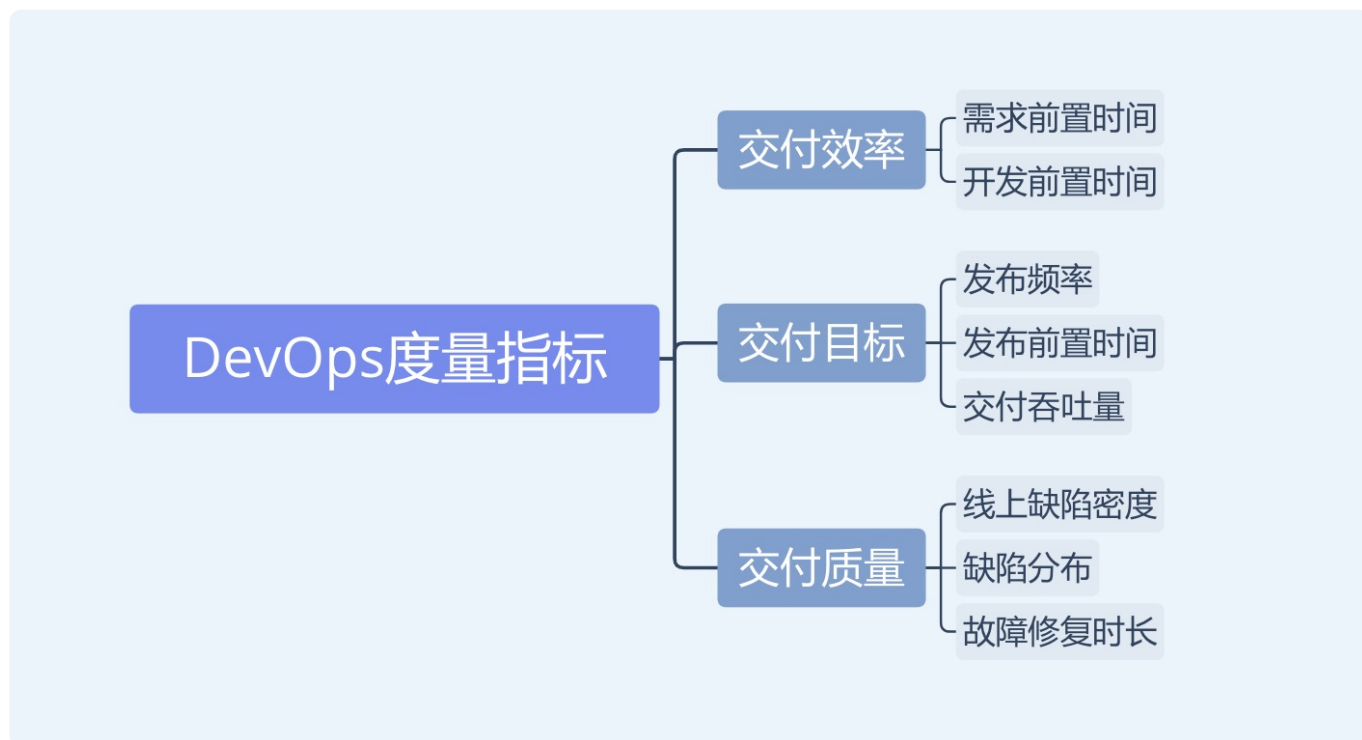 DevOps度量指标
交付效率
需求前置时间
开发前置时间
交付目标
发布频率
发布前置时间
交付吞吐量
交付质量
线上缺陷密度
缺陷分布
故障修复时长